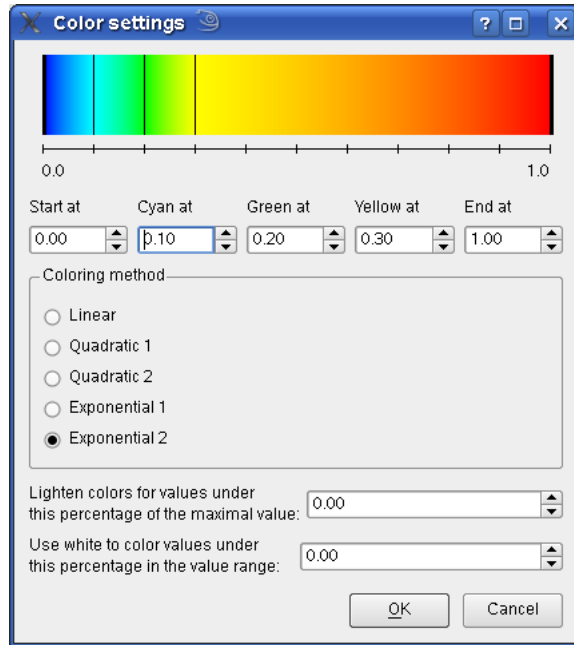 Color settings
0.0 1.0
Start at Cyan at Green at Yellow at End at
0.00 0.10 0.20 0.30 1.00
Coloring method
Linear
Quadratic 1
Quadratic 2
Exponential 1
Exponential 2
Lighten colors for values under
this percentage of the maximal value: 0.00
Use white to color values under
this percentage in the value range: 0.00
OK Cancel